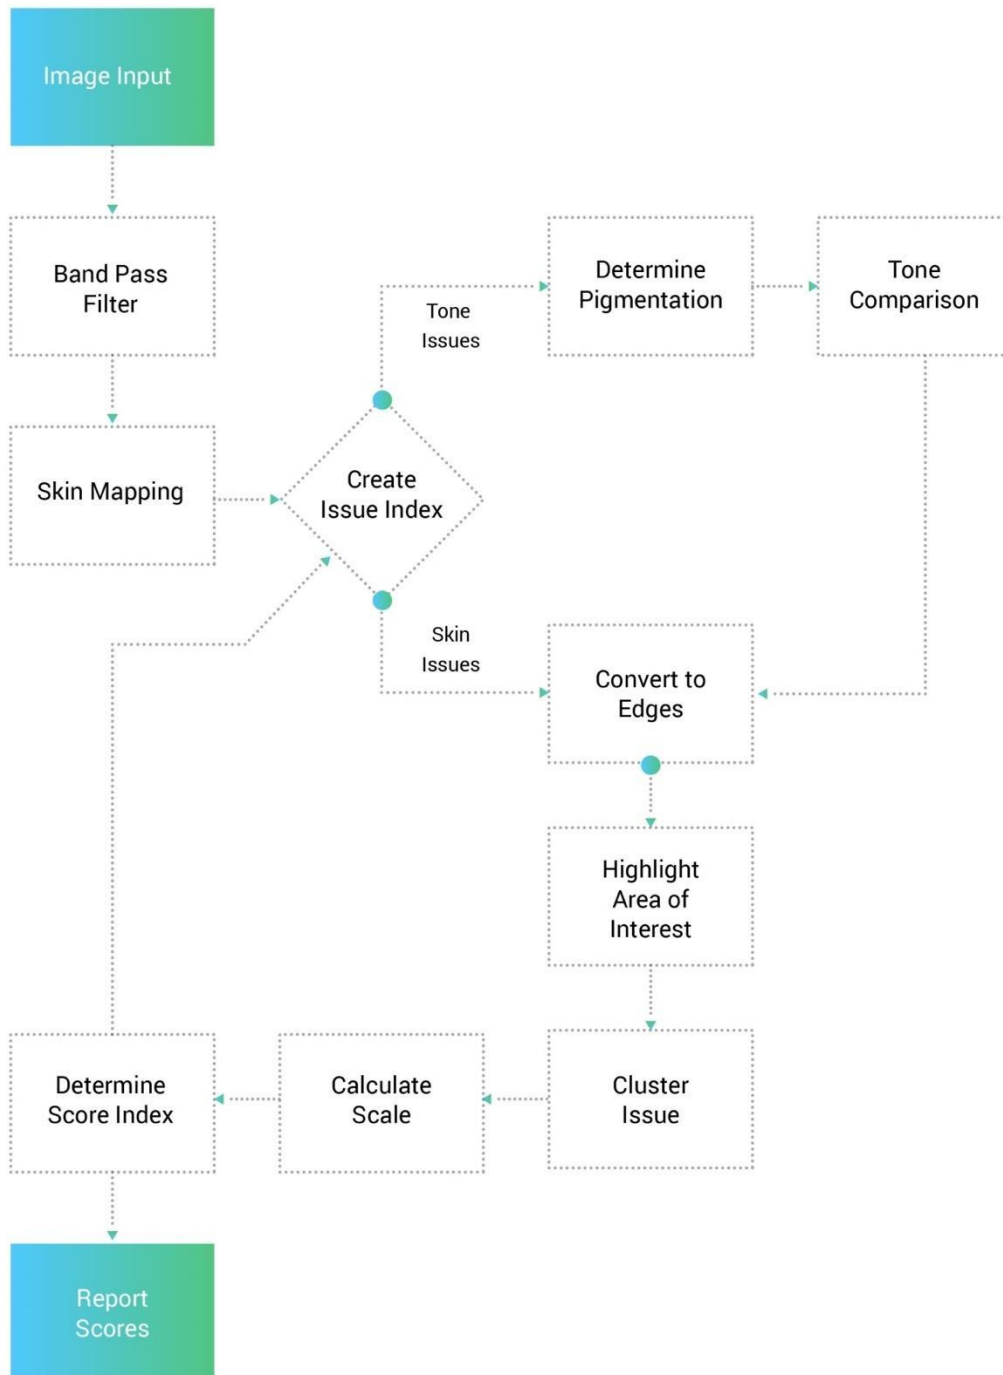 Image Input
Band Pass
Filter
Skin Mapping
Create
Issue Index
Tone
Issues
Determine
Pigmentation
Tone
Comparison
Skin
Issues
Convert to
Edges
Highlight
Area of
Interest
Cluster
Issue
Calculate
Scale
Determine
Score Index
Report
Scores